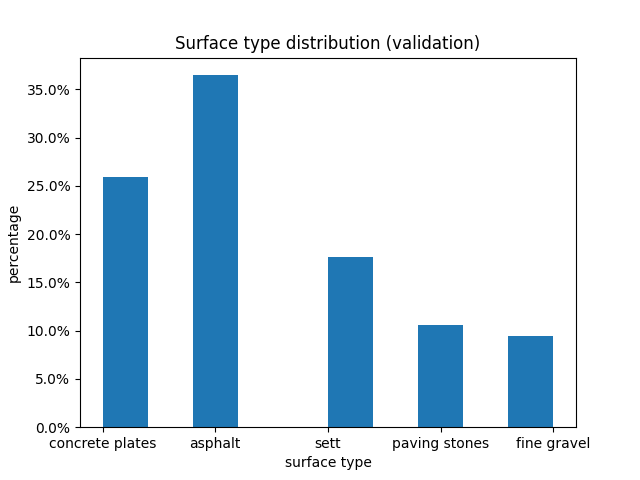 Surface type distribution (validation)
35.0%
30.0%
25.0%
20.0%
15.0%
10.0%
5.0%
0.0%
percentage
concrete plates asphalt sett paving stones fine gravel
surface type